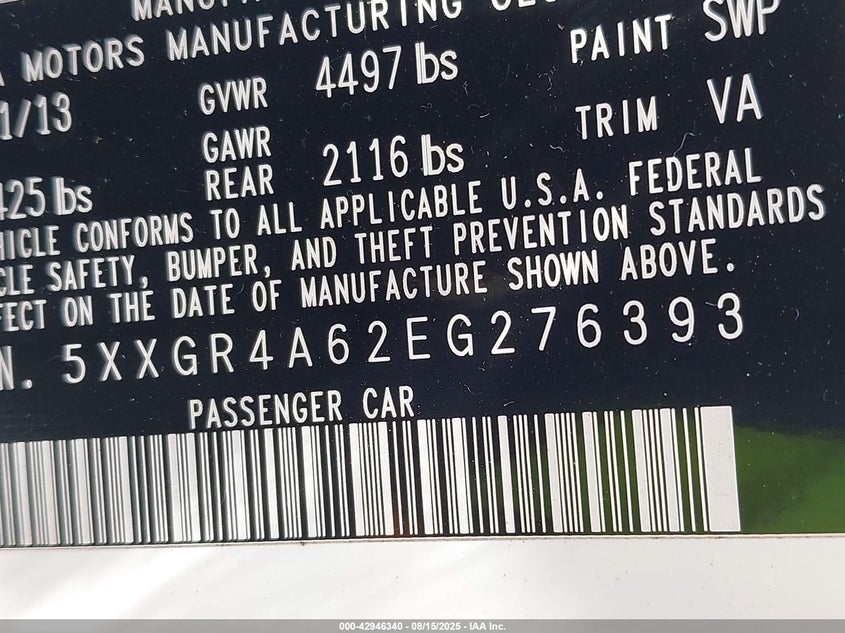 MOTORS MANUFACTURING
PAINT SWP
1/13 GVWR 4497 lbs
TRIM VA
GAWR
REAR 2116 lbs
425 lbs
HICLE CONFORMS TO ALL APPLICABLE U.S.A. FEDERAL
CLE SAFETY, BUMPER, AND THEFT PREVENTION STANDARDS
FECT ON THE DATE OF MANUFACTURE SHOWN ABOVE.
N. 5XXGR4A62EG276393
PASSENGER CAR
000-42946340 - 08/15/2025 - IAA Inc.